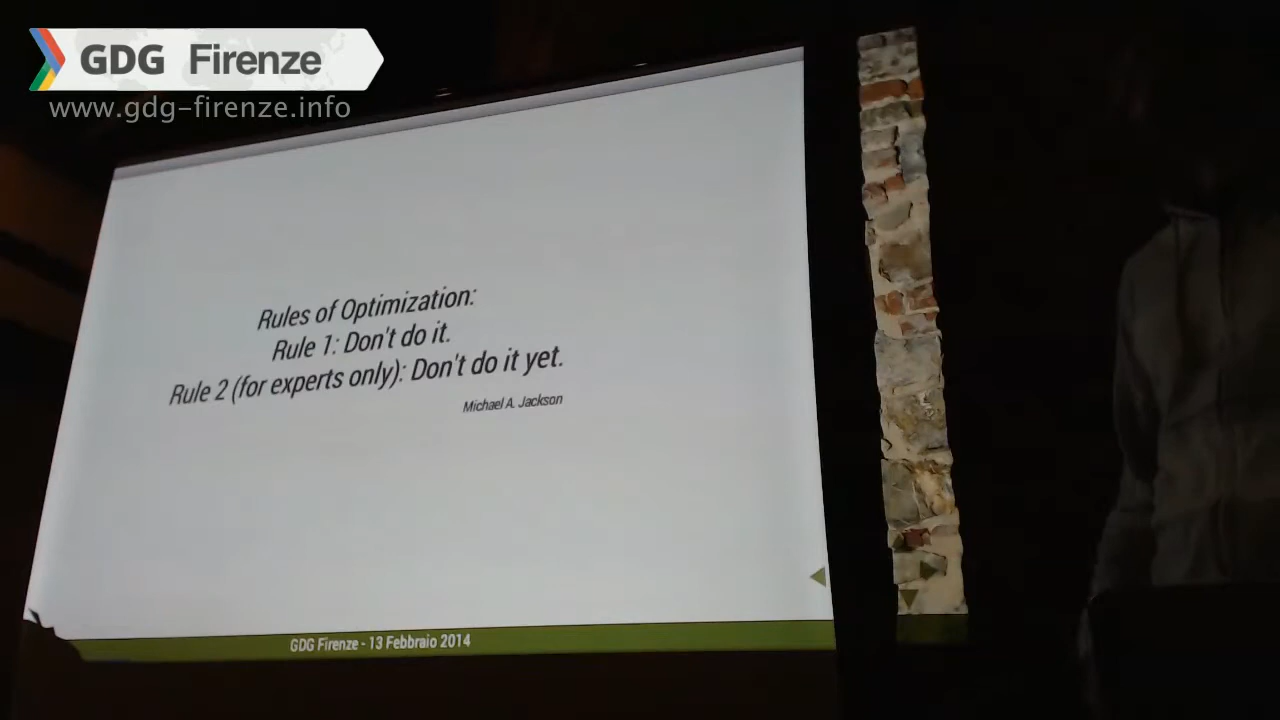 GDG Firenze
www.gdg-firenze.info
Rules of Optimization:
Rule 1: Don't do it.
Rule 2 (for experts only): Don't do it yet.
Michael A. Jackson
GDG Firenze - 13 Febbraio 2014